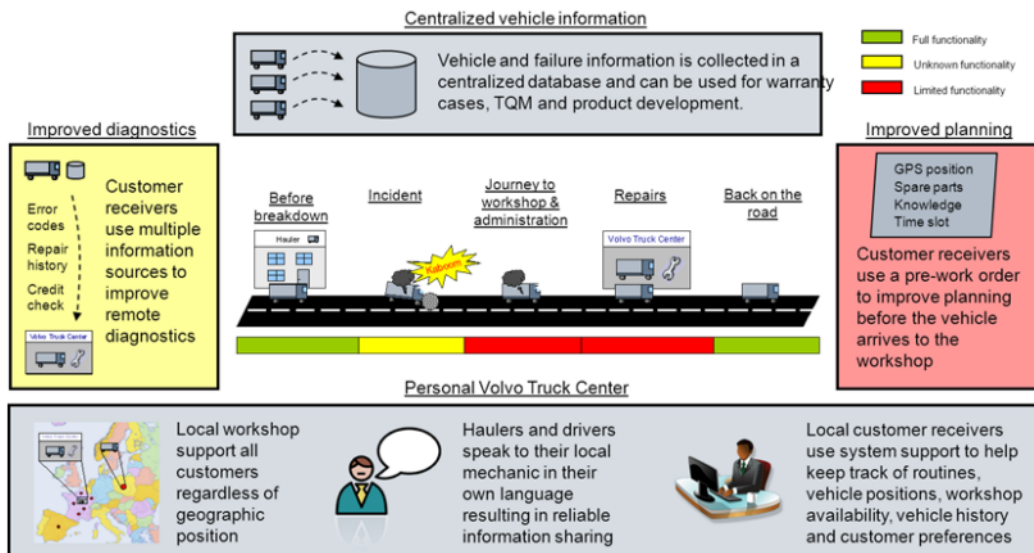 Centralized vehicle information
Vehicle and failure information is collected in a
centralized database and can be used for warranty
cases, TQM and product development.
Full functionality
Unknown functionality
Limited functionality
Improved diagnostics
Error
codes
Repair
history
Credit
check
Volvo Truck Center
Customer
receivers
use multiple
information
sources to
improve
remote
diagnostics
Before
breakdown
Incident
Journey to
workshop &
administration
Repairs
Back on the
road
Hauler
Kaboom
Volvo Truck Center
Improved planning
GPS position
Spare parts
Knowledge
Time slot
Customer receivers
use a pre-work order
to improve planning
before the vehicle
arrives to the
workshop
Personal Volvo Truck Center
Local workshop
support all
customers
regardless of
geographic
position
Haulers and drivers
speak to their local
mechanic in their
own language
resulting in reliable
information sharing
Local customer receivers
use system support to help
keep track of routines,
vehicle positions, workshop
availability, vehicle history
and customer preferences